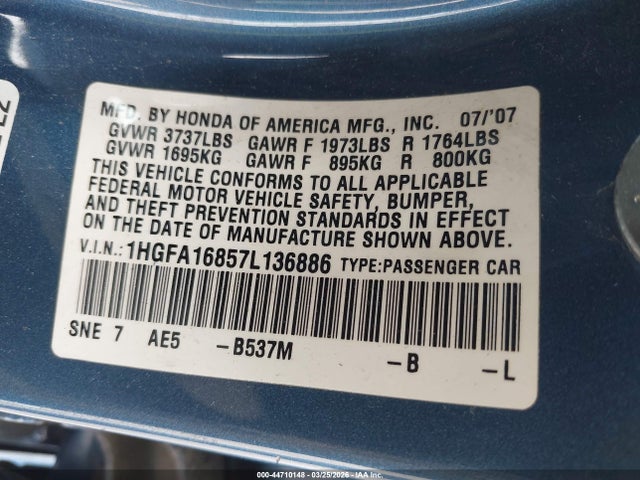 MFD. BY HONDA OF AMERICA MFG., INC. 07/'07
GVWR 3737LBS GAWR F 1973LBS R 1764LBS
GVWR 1695KG GAWR F 895KG R 800KG
THIS VEHICLE CONFORMS TO ALL APPLICABLE
FEDERAL MOTOR VEHICLE SAFETY, BUMPER,
AND THEFT PREVENTION STANDARDS IN EFFECT
ON THE DATE OF MANUFACTURE SHOWN ABOVE.
V.I.N.: 1HGFA16857L136886 TYPE:PASSENGER CAR
SNE 7 AE5 -B537M -B -L
000-44710148 - 03/25/2026 - IAAI.COM